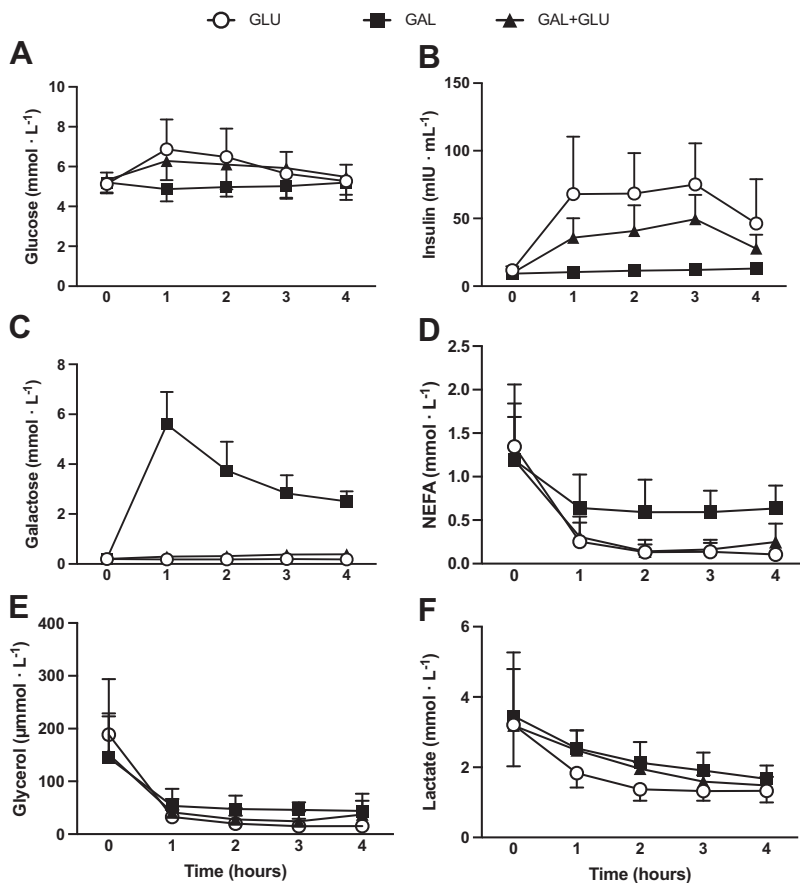 GLU GAL GAL+GLU
A
Glucose (mmol · L-1)
10
8
6
4
2
0
0 1 2 3 4
B
Insulin (mIU · mL-1)
150
100
50
0
0 1 2 3 4
C
Galactose (mmol · L-1)
8
6
4
2
0
0 1 2 3 4
D
NEFA (mmol · L-1)
2.5
2.0
1.5
1.0
0.5
0.0
0 1 2 3 4
E
Glycerol (µmmol · L-1)
400
300
200
100
0
0 1 2 3 4
Time (hours)
F
Lactate (mmol · L-1)
6
4
2
0
0 1 2 3 4
Time (hours)